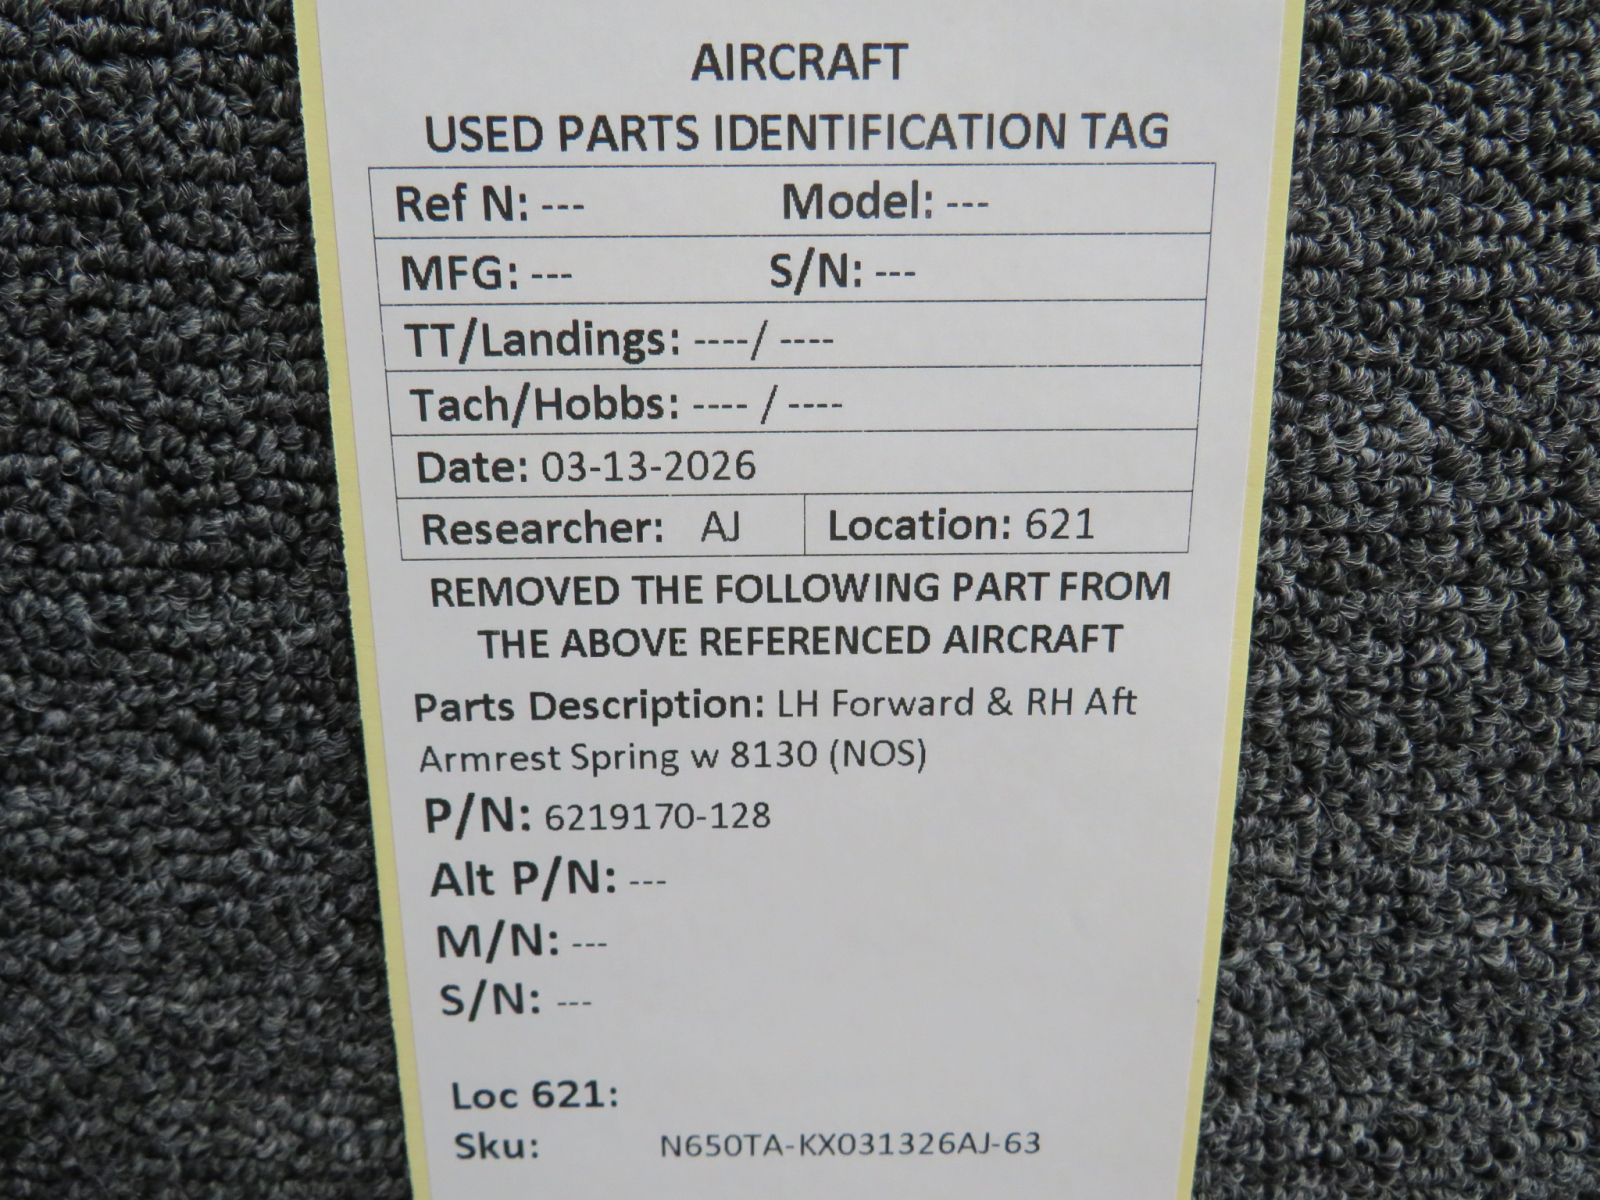 AIRCRAFT
USED PARTS IDENTIFICATION TAG
Ref N: --- Model: ---
MFG: --- S/N: ---
TT/Landings: ----/ ----
Tach/Hobbs: ---- / ----
Date: 03-13-2026
Researcher: AJ Location: 621
REMOVED THE FOLLOWING PART FROM
THE ABOVE REFERENCED AIRCRAFT
Parts Description: LH Forward & RH Aft
Armrest Spring w 8130 (NOS)
P/N: 6219170-128
Alt P/N: ---
M/N: ---
S/N: ---
Loc 621:
Sku: N650TA-KX031326AJ-63